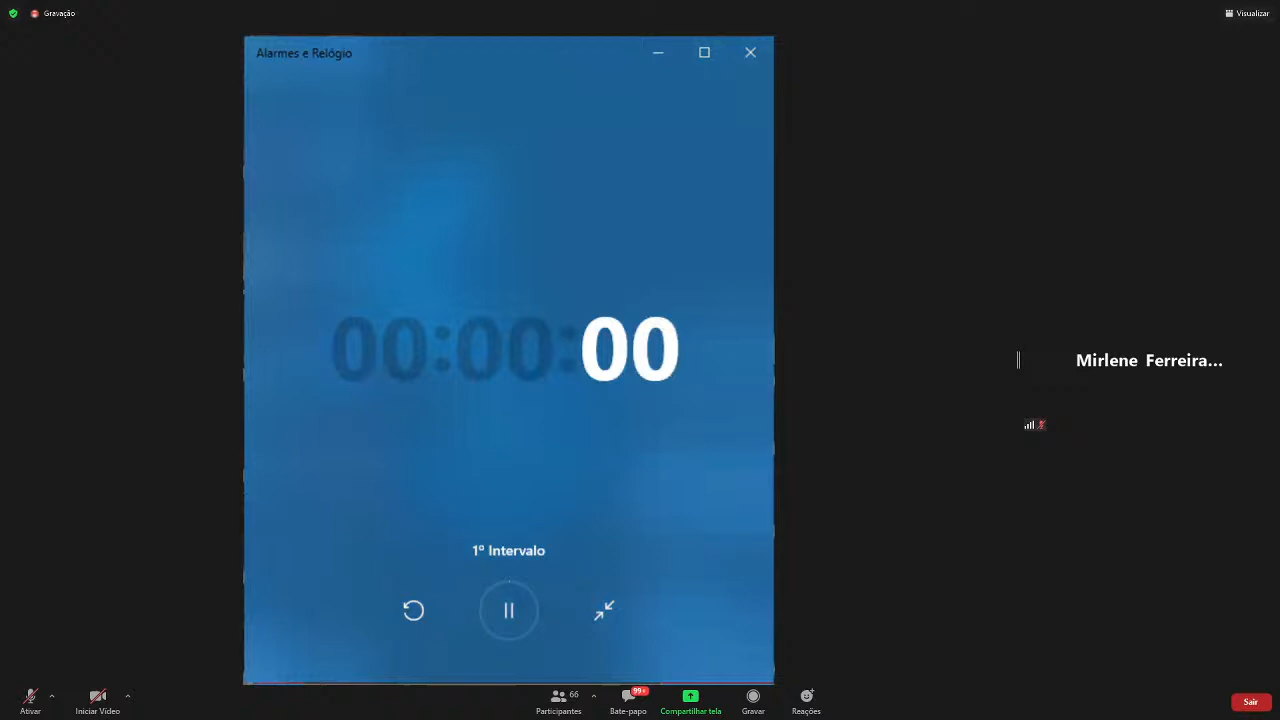 Gravação
Visualizar
Alarmes e Relógio
00:00:00
Mirlene Ferreira...
1º Intervalo
Ativar
Iniciar Vídeo
66
Participantes
99+
Bate-papo
Compartilhar tela
Gravar
Reações
Sair